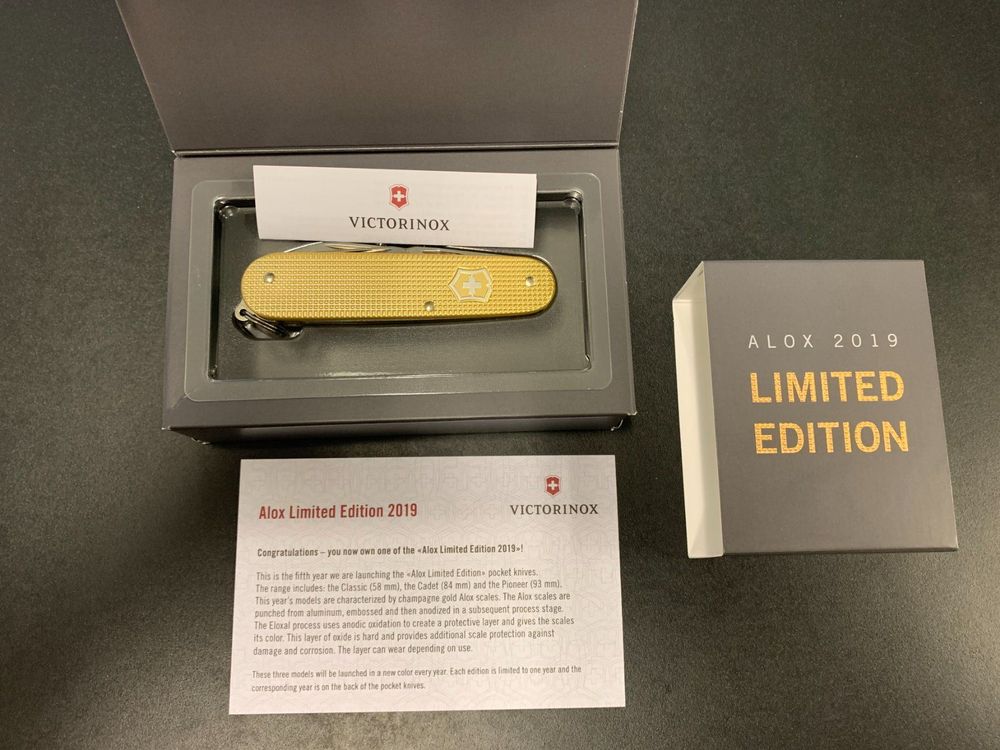 VICTORINOX
ALOX 2019
LIMITED
EDITION
Alox Limited Edition 2019
VICTORINOX
Congratulations – you now own one of the «Alox Limited Edition 2019»!
This is the fifth year we are launching the «Alox Limited Edition» pocket knives.
The range includes: the Classic (58 mm), the Cadet (84 mm) and the Pioneer (93 mm).
This year's models are characterized by champagne gold Alox scales. The Alox scales are
punched from aluminum, embossed and then anodized in a subsequent process stage.
The Eloxal process uses anodic oxidation to create a protective layer and gives the scales
its color. This layer of oxide is hard and provides additional scale protection against
damage and corrosion. The layer can wear depending on use.
These three models will be launched in a new color every year. Each edition is limited to one year and the
corresponding year is on the back of the pocket knives.